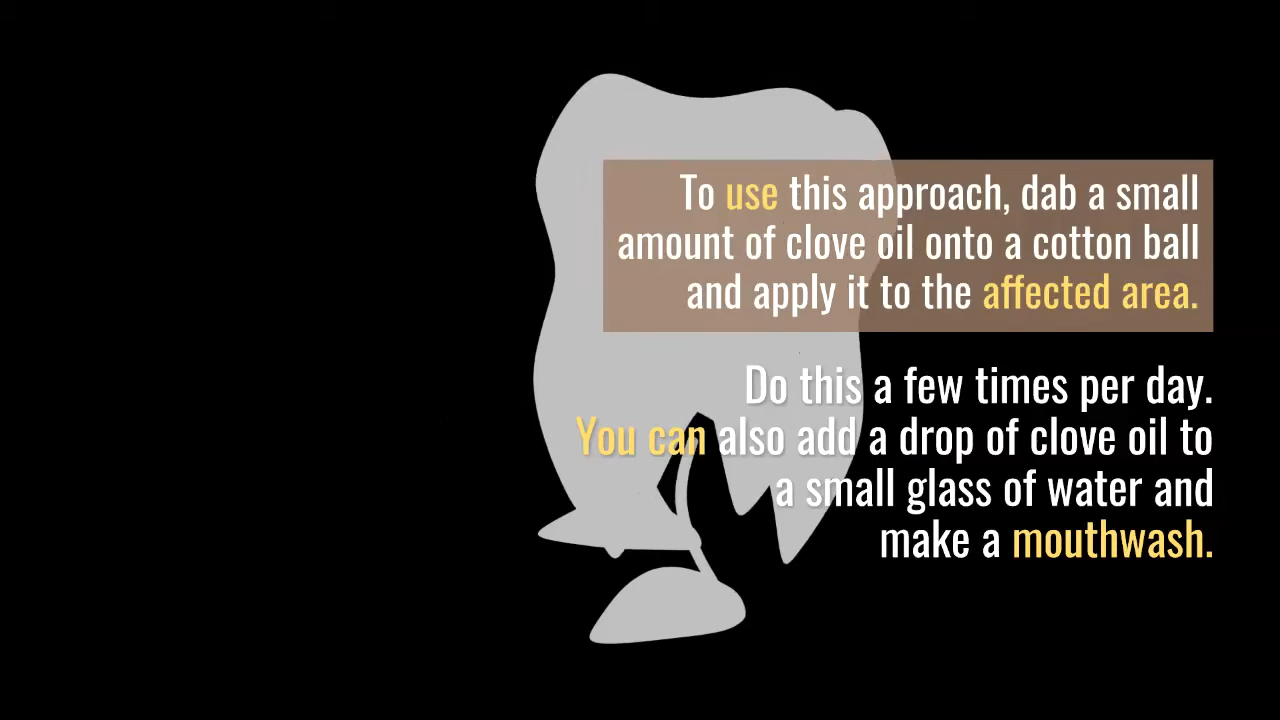 To use this approach, dab a small
amount of clove oil onto a cotton ball
and apply it to the affected area.
Do this a few times per day.
You can also add a drop of clove oil to
a small glass of water and
make a mouthwash.